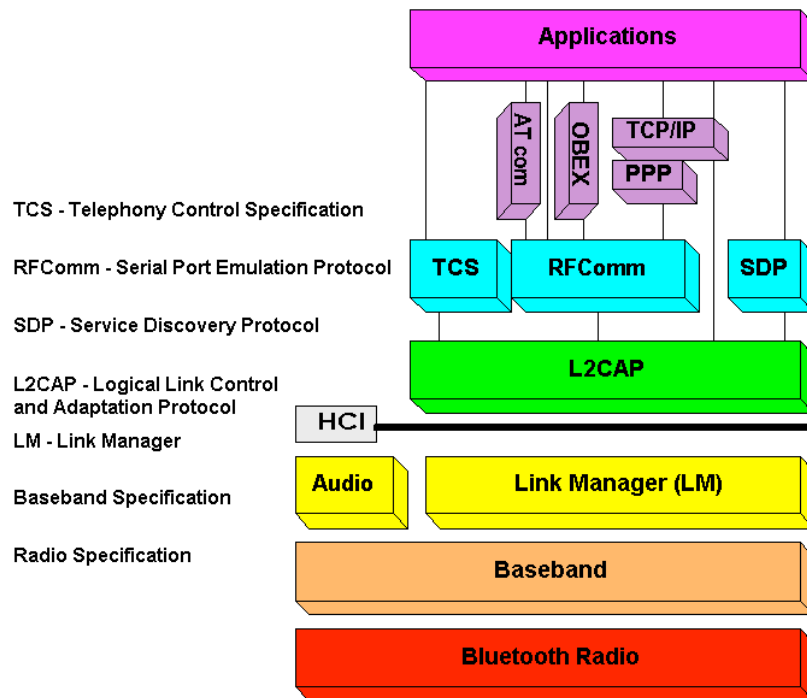 Applications
AT com
OBEX
TCP/IP
PPP
TCS - Telephony Control Specification
RFComm - Serial Port Emulation Protocol
TCS
RFComm
SDP
SDP - Service Discovery Protocol
L2CAP - Logical Link Control
and Adaptation Protocol
L2CAP
HCI
LM - Link Manager
Audio
Link Manager (LM)
Baseband Specification
Radio Specification
Baseband
Bluetooth Radio